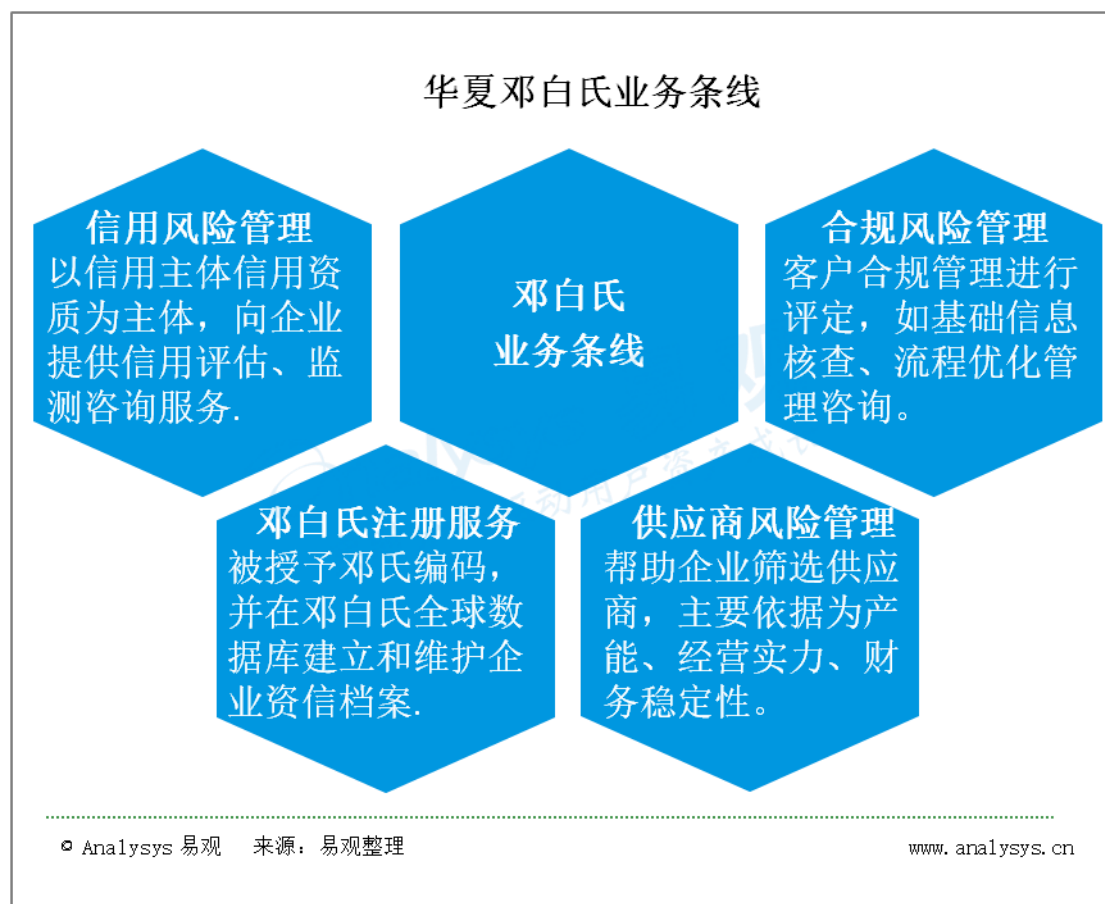 华夏邓白氏业务条线
信用风险管理
以信用主体信用资
质为主体，向企业
提供信用评估、监
测咨询服务.
邓白氏
业务条线
合规风险管理
客户合规管理进行
评定，如基础信息
核查、流程优化管
理咨询。
邓白氏注册服务
被授予邓氏编码，
并在邓白氏全球数
据库建立和维护企
业资信档案.
供应商风险管理
帮助企业筛选供应
商，主要依据为产
能、经营实力、财
务稳定性。
© Analysys 易观 来源：易观整理
www.analysys.cn